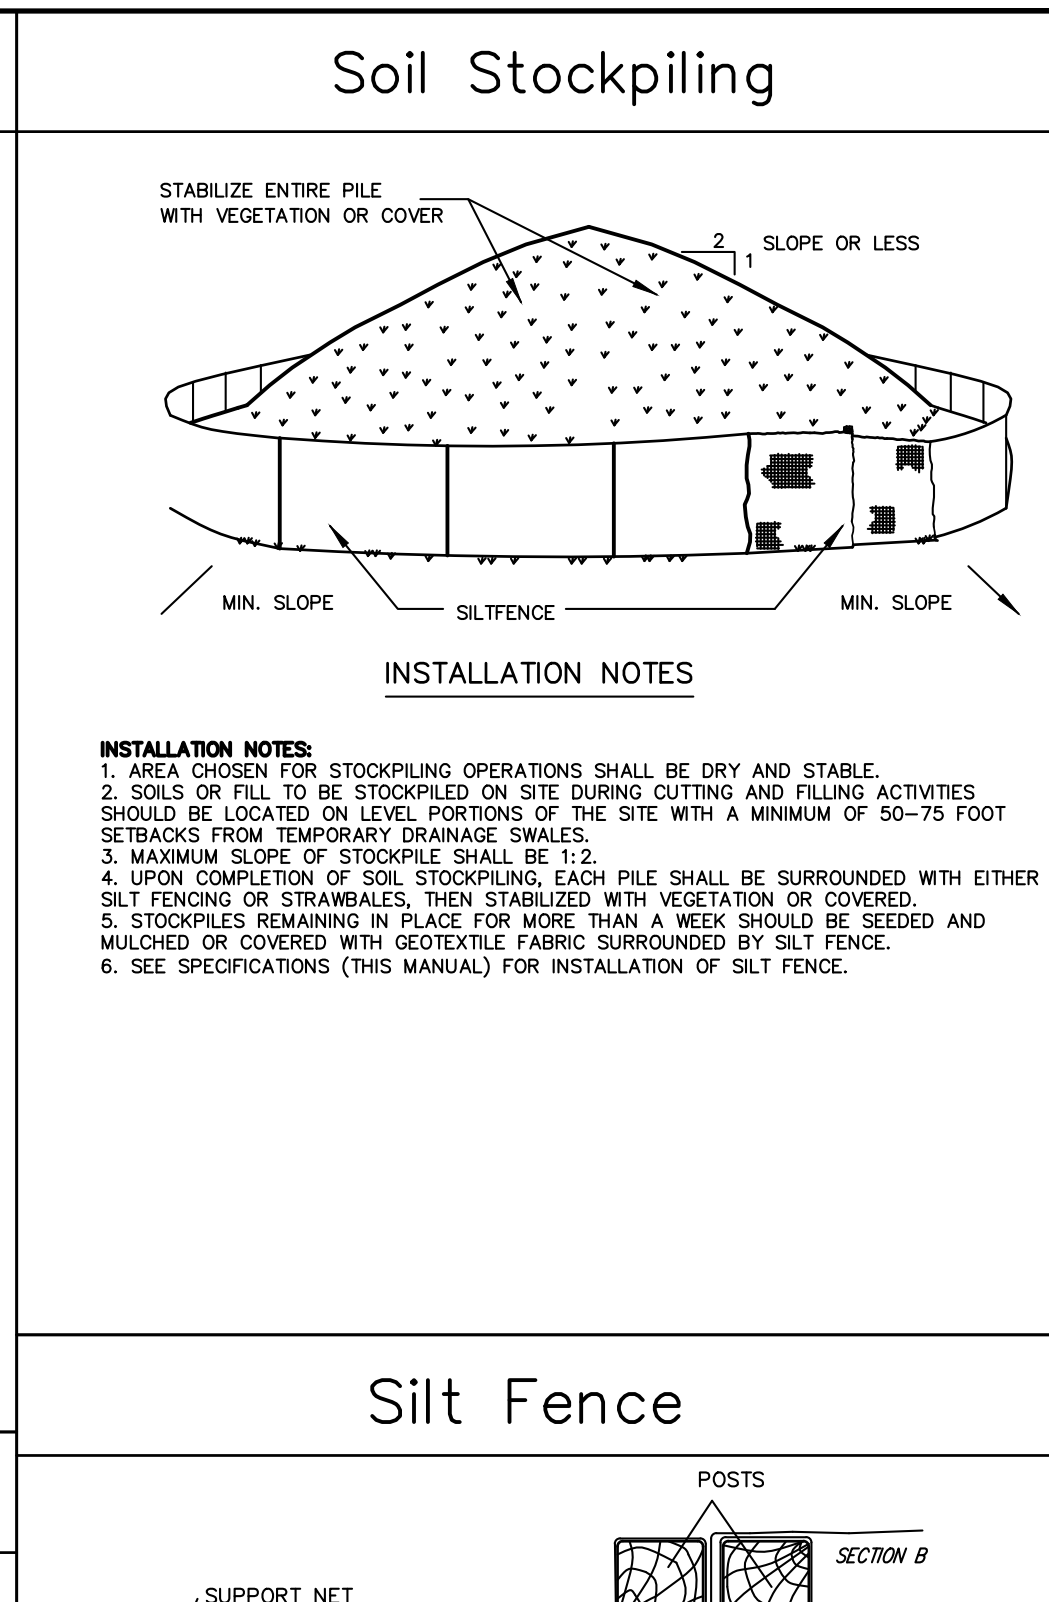 Soil Stockpiling
STABILIZE ENTIRE PILE
WITH VEGETATION OR COVER
2
1
SLOPE OR LESS
MIN. SLOPE
SILTFENCE
MIN. SLOPE
INSTALLATION NOTES
INSTALLATION NOTES:
1. AREA CHOSEN FOR STOCKPILING OPERATIONS SHALL BE DRY AND STABLE.
2. SOILS OR FILL TO BE STOCKPILED ON SITE DURING CUTTING AND FILLING ACTIVITIES
SHOULD BE LOCATED ON LEVEL PORTIONS OF THE SITE WITH A MINIMUM OF 50-75 FOOT
SETBACKS FROM TEMPORARY DRAINAGE SWALES.
3. MAXIMUM SLOPE OF STOCKPILE SHALL BE 1:2.
4. UPON COMPLETION OF SOIL STOCKPILING, EACH PILE SHALL BE SURROUNDED WITH EITHER
SILT FENCING OR STRAWBALES, THEN STABILIZED WITH VEGETATION OR COVERED.
5. STOCKPILES REMAINING IN PLACE FOR MORE THAN A WEEK SHOULD BE SEEDED AND
MULCHED OR COVERED WITH GEOTEXTILE FABRIC SURROUNDED BY SILT FENCE.
6. SEE SPECIFICATIONS (THIS MANUAL) FOR INSTALLATION OF SILT FENCE.
Silt Fence
POSTS
SECTION B
SUPPORT NET